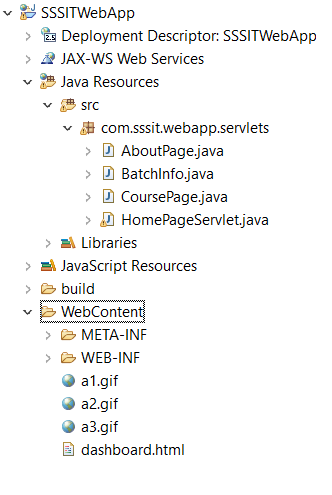 SSSITWebApp
2.5 Deployment Descriptor: SSSITWebApp
JAX-WS Web Services
Java Resources
src
com.sssit.webapp.servlets
AboutPage.java
BatchInfo.java
CoursePage.java
HomePageServlet.java
Libraries
JavaScript Resources
build
WebContent
META-INF
WEB-INF
a1.gif
a2.gif
a3.gif
dashboard.html